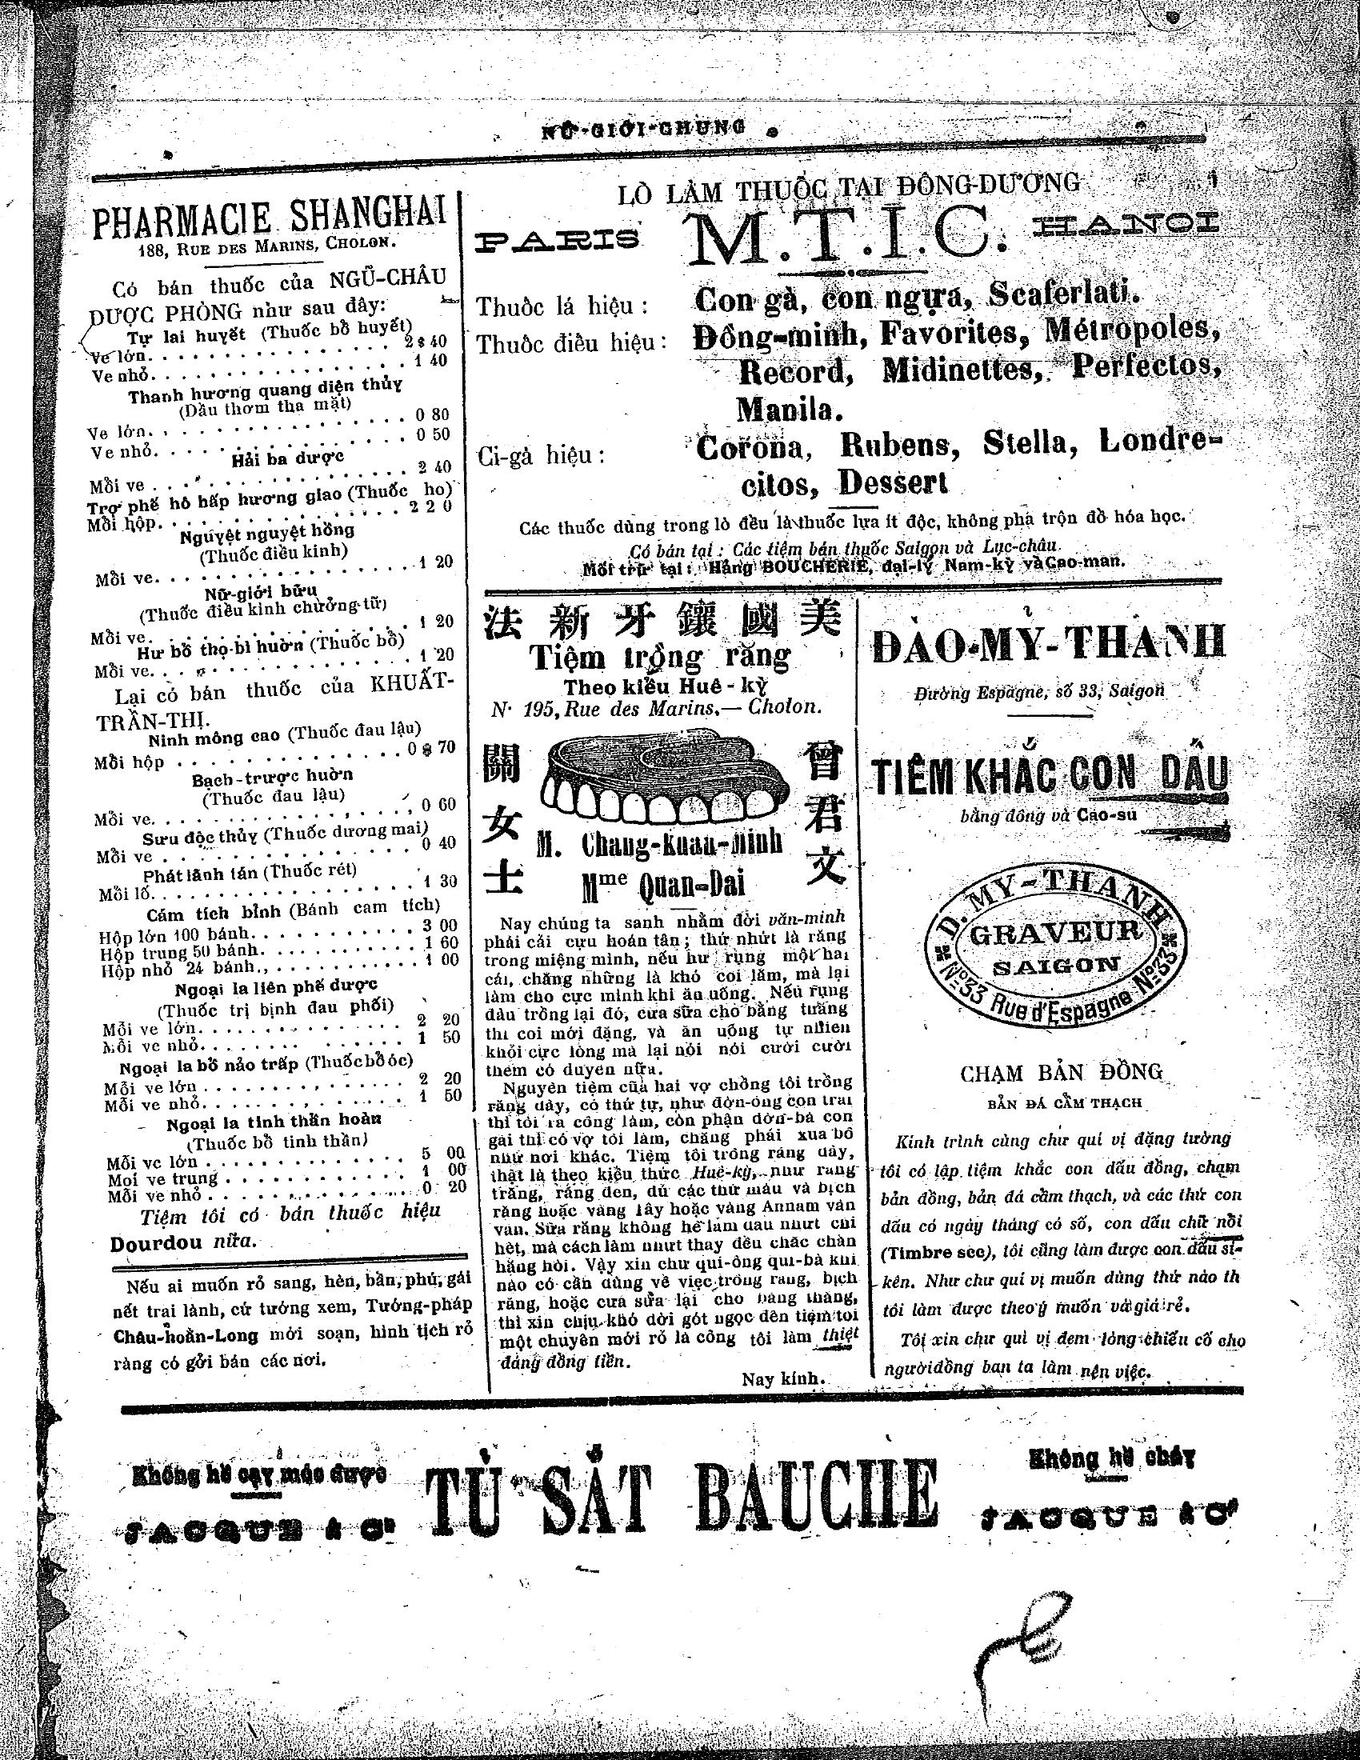 NỮ-GIỚI-CHUNG
PHARMACIE SHANGHAI
188, RUE DES MARINS, CHOLON.
Có bán thuốc của NGŨ-CHÂU
DƯỢC PHÒNG như sau đây:
Tự lai huyết (Thuốc bổ huyết)
Ve lớn. . . . . . . . . . . . . . 2 $ 40
Ve nhỏ. . . . . . . . . . . . . . 1 40
Thanh hương quang diện thủy
(Dầu thơm tha mặt)
Ve lớn. . . . . . . . . . . . . . 0 80
Ve nhỏ. . . . . . . . . . . . . . 0 50
Hải ba dược
Mỗi ve . . . . . . . . . . . . . . 2 40
Trợ phế hô hấp hương giao (Thuốc ho)
Mỗi hộp. . . . . . . . . . . . . . 2 2 0
Nguyệt nguyệt hồng
(Thuốc điều kinh)
Mỗi ve. . . . . . . . . . . . . . 1 20
Nữ-giới bửu
(Thuốc điều kinh chưởng tữ)
Mỗi ve. . . . . . . . . . . . . . 1 20
Hư bổ thọ bì huờn (Thuốc bổ)
Mỗi ve. . . . . . . . . . . . . . 1 20
Lại có bán thuốc của KHUẤT-
TRẦN-THỊ.
Ninh mông cao (Thuốc đau lậu)
Mỗi hộp . . . . . . . . . . . . . . 0 $ 70
Bạch-trược huờn
(Thuốc đau lậu)
Mỗi ve. . . . . . . . . . . . . . 0 60
Sưu độc thủy (Thuốc dương mai)
Mỗi ve . . . . . . . . . . . . . . 0 40
Phát lãnh tán (Thuốc rét)
Mỗi lố. . . . . . . . . . . . . . 1 30
Cám tích bỉnh (Bánh cam tích)
Hộp lớn 100 bánh. . . . . . . . . . 3 00
Hộp trung 50 bánh. . . . . . . . . . 1 60
Hộp nhỏ 24 bánh., . . . . . . . . . . 1 00
Ngoại la liên phế dược
(Thuốc trị bịnh đau phổi)
Mỗi ve lớn. . . . . . . . . . . . . . 2 20
Mỗi ve nhỏ. . . . . . . . . . . . . . 1 50
Ngoại la bổ nảo trấp (Thuốc bổ óc)
Mỗi ve lớn . . . . . . . . . . . . . . 2 20
Mỗi ve nhỏ. . . . . . . . . . . . . . 1 50
Ngoại la tinh thần hoàn
(Thuốc bổ tinh thần)
Mỗi ve lớn . . . . . . . . . . . . . . 5 00
Mỗi ve trung . . . . . . . . . . . . . . 1 00
Mỗi ve nhỏ . . . . . . . . . . . . . . 0 20
Tiệm tôi có bán thuốc hiệu
Dourdou nữa.
Nếu ai muốn rỏ sang, hèn, bần, phú, gái
nết trai lành, cứ tướng xem, Tướng-pháp
Châu-hoàn-Long mới soạn, hình tịch rỏ
ràng có gởi bán các nơi.
LÒ LÀM THUỐC TẠI ĐÔNG-DƯƠNG
PARIS M.T.I.C. HANOI
Thuốc lá hiệu : Con gà, con ngựa, Scaferlati.
Thuốc điếu hiệu : Đồng-minh, Favorites, Métropoles,
Record, Midinettes, Perfectos,
Manila.
Ci-gà hiệu : Corona, Rubens, Stella, Londre-
citos, Dessert
Các thuốc dùng trong lò đều là thuốc lựa ít độc, không pha trộn đồ hóa học.
Có bán tại : Các tiệm bán thuốc Saigon và Lục-châu.
Mối trử tại : Hãng BOUCHERIE, đại-lý Nam-kỳ và Cao-man.
法新牙鑲國美
Tiệm trồng răng
Theo kiểu Huê-kỳ
N· 195, Rue des Marins,— Cholon.
關女士
曾君文
M. Chang-kuan-minh
Mme Quan-Dai
Nay chúng ta sanh nhằm đời văn-minh
phải cải cựu hoán tân ; thứ nhứt là răng
trong miệng mình, nếu hư rụng một hai
cái, chẳng những là khó coi lắm, mà lại
làm cho cực mình khi ăn uống. Nếu rụng
dầu trồng lại đó, cưa sữa cho bằng thẳng
thì coi mới đặng, và ăn uống tự nhiên
khỏi cực lòng mà lại nói nói cười cười
thêm có duyên nữa.
Nguyên tiệm của hai vợ chồng tôi trồng
răng đây, có thứ tự, như đờn-ông con trai
thì tôi ra công làm, còn phận đờn-bà con
gái thì có vợ tôi làm, chẳng phải xua bồ
như nơi khác. Tiệm tôi trồng răng đây,
thật là theo kiểu thức Huê-kỳ, như răng
trắng, răng đen, đủ các thứ màu và bịch
răng hoặc vàng tây hoặc vàng Annam vân
vân. Sửa răng không hề làm đau nhứt chi
hết, mà cách làm nhứt thay đều chắc chắn
hẳng hòi. Vậy xin chư quí-ông quí-bà khi
nào có cần dùng về việc trồng răng, bịch
răng, hoặc cưa sửa lại cho bằng thẳng,
thì xin chịu khó dời gót ngọc đến tiệm tôi
một chuyến mới rỏ là công tôi làm thiệt
đáng đồng tiền.
Nay kính.
ĐÀO-MỶ-THANH
Đường Espagne, số 33, Saigon
TIỆM KHẮC CON DẤU
bằng đồng và Cao-su
D. MY-THANH
GRAVEUR
SAIGON
N°33 Rue d'Espagne N°33
CHẠM BẢN ĐỒNG
BẢN ĐÁ CẨM THẠCH
Kính trình cùng chư quí vị đặng tường
tôi có lập tiệm khắc con dấu đồng, chạm
bản đồng, bản đá cẩm thạch, và các thứ con
dấu có ngày tháng có số, con dấu chữ nổi
(Timbre sec), tôi cũng làm được con dấu si-
kên. Như chư quí vị muốn dùng thứ nào th
tôi làm được theo ý muốn và giá rẻ.
Tôi xin chư quí vị đem lòng chiếu cố cho
người đồng ban ta làm nên việc.
Không hề cạy móc được
JACQUE & Cie
TỦ SẮT BAUCHE
Không hề cháy
JACQUE & Cie